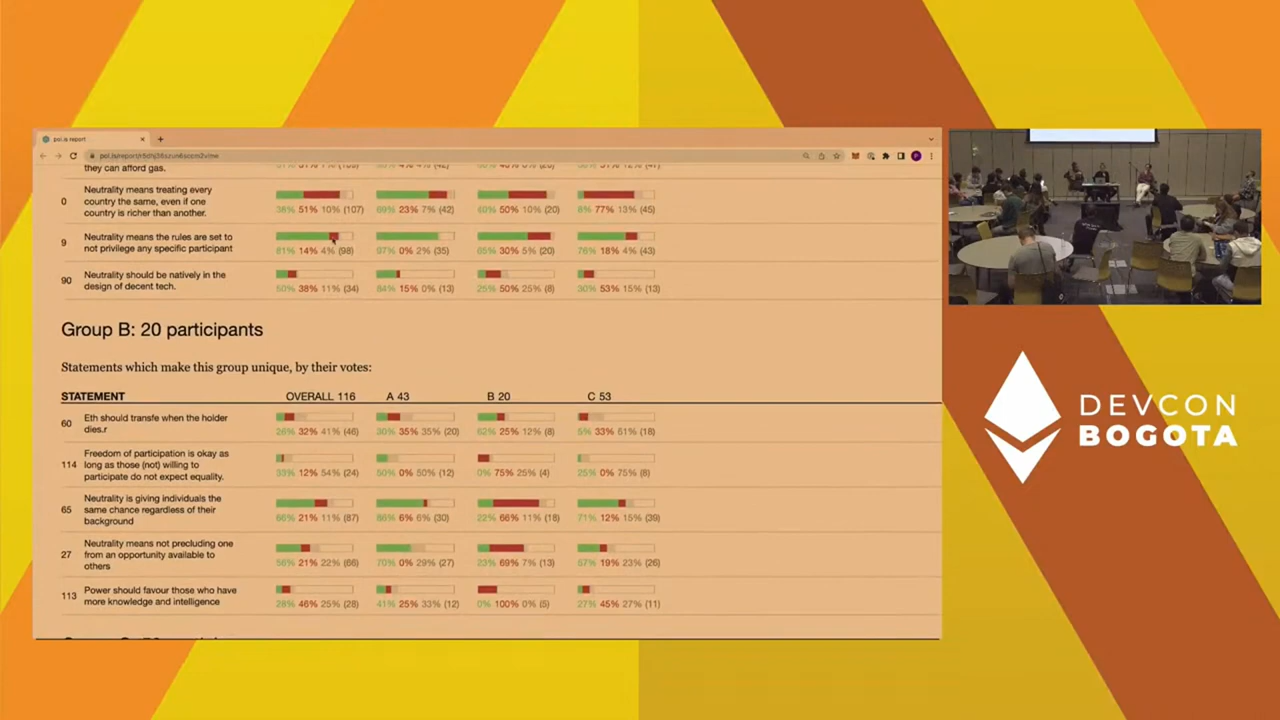 pol.is report
pol.is/report/
they can afford gas.
0
Neutrality means treating every
country the same, even if one
country is richer than another.
38% 51% 10% (107)
69% 23% 7% (42)
50% 10% (20)
8% 77% 13% (45)
9
Neutrality means the rules are set to
not privilege any specific participant
81% 14% 4% (98)
97% 0% 2% (35)
65% 30% 5% (20)
76% 18% 4% (43)
90
Neutrality should be natively in the
design of decent tech.
50% 38% 11% (34)
84% 15% 0% (13)
25% 50% 25% (8)
30% 53% 15% (13)
Group B: 20 participants
Statements which make this group unique, by their votes:
STATEMENT OVERALL 116 A 43 B 20 C 53
60
Eth should transfe when the holder
dies.r
26% 32% 41% (46)
30% 35% 35% (20)
62% 25% 12% (8)
5% 33% 61% (18)
114
Freedom of participation is okay as
long as those (not) willing to
participate do not expect equality.
33% 12% 54% (24)
50% 0% 50% (12)
0% 75% 25% (4)
25% 0% 75% (8)
65
Neutrality is giving individuals the
same chance regardless of their
background
66% 21% 11% (87)
86% 6% 6% (30)
22% 66% 11% (18)
71% 12% 15% (39)
27
Neutrality means not precluding one
from an opportunity available to
others
56% 21% 22% (66)
70% 0% 29% (27)
23% 69% 7% (13)
57% 19% 23% (26)
113
Power should favour those who have
more knowledge and intelligence
28% 46% 25% (28)
41% 25% 33% (12)
0% 100% 0% (5)
27% 45% 27% (11)
DEVCON
BOGOTA